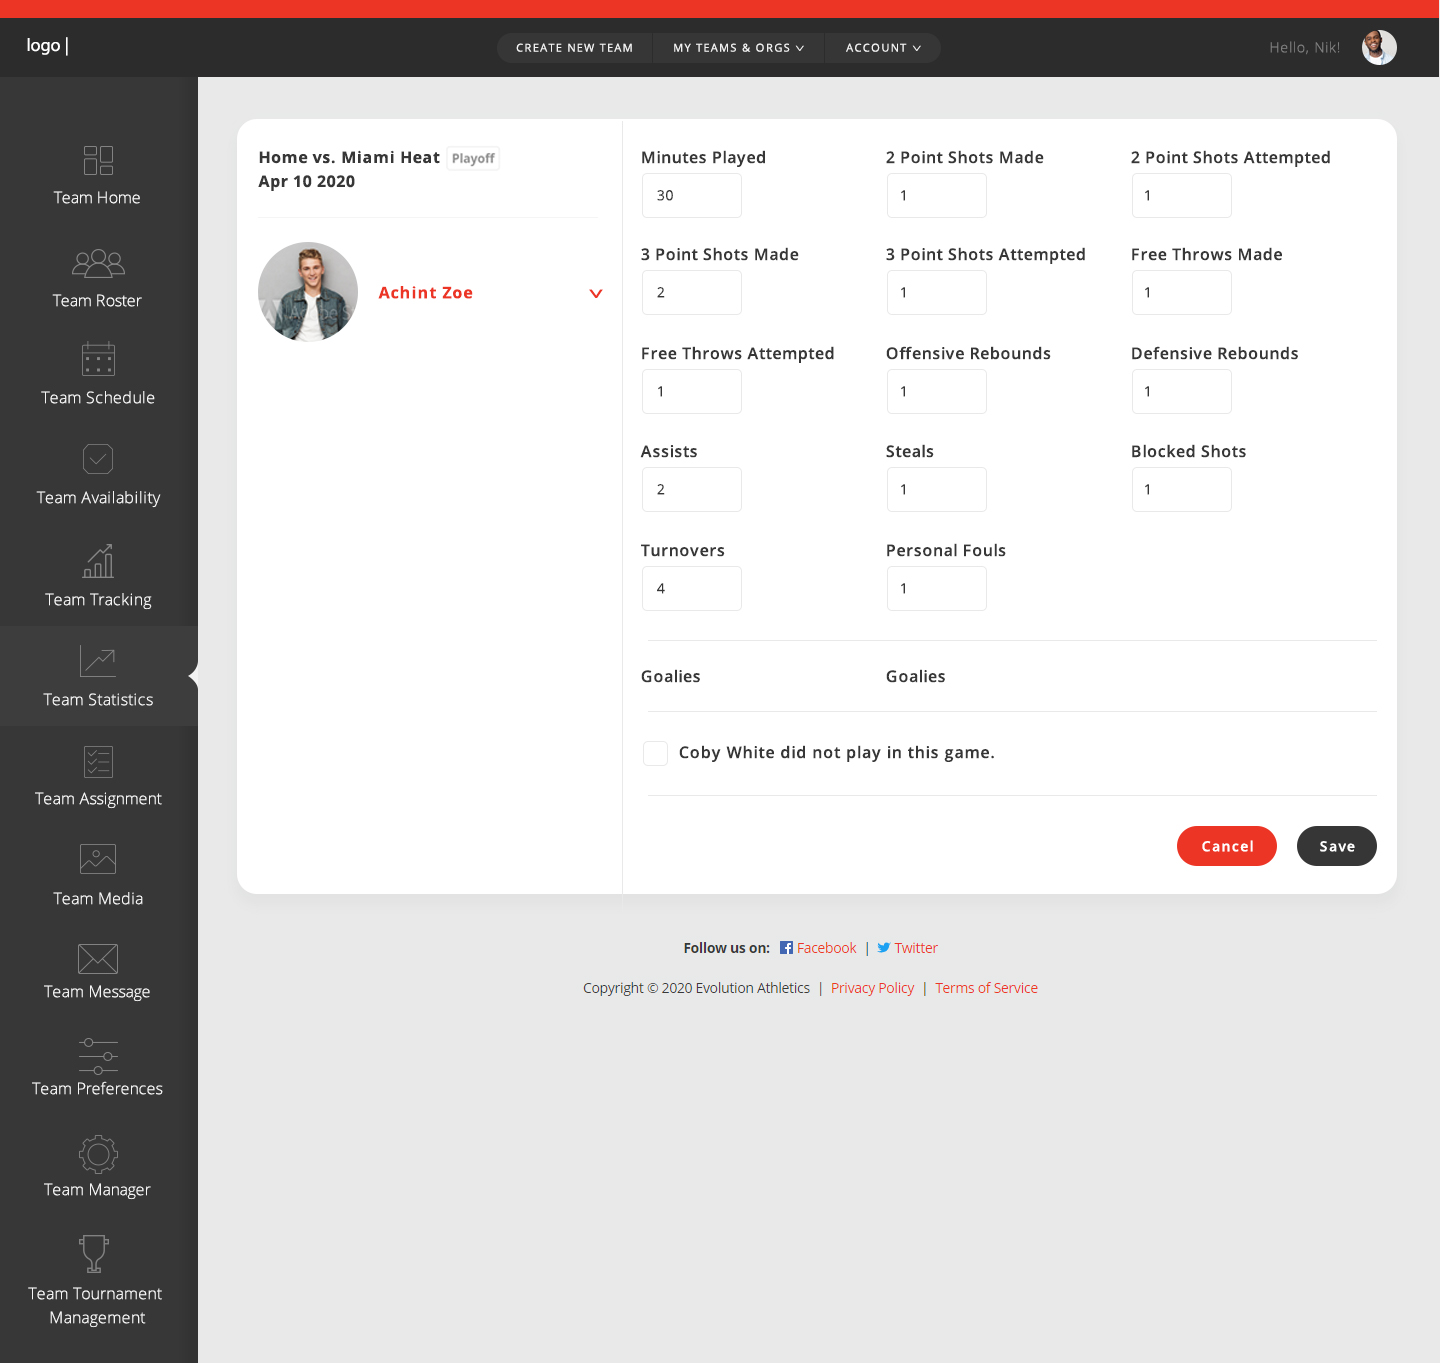 logo |
CREATE NEW TEAM
MY TEAMS & ORGS
ACCOUNT
Hello, Nik!
Team Home
Team Roster
Team Schedule
Team Availability
Team Tracking
Team Statistics
Team Assignment
Team Media
Team Message
Team Preferences
Team Manager
Team Tournament
Management
Home vs. Miami Heat Playoff
Apr 10 2020
Achint Zoe
Minutes Played
30
2 Point Shots Made
1
2 Point Shots Attempted
1
3 Point Shots Made
2
3 Point Shots Attempted
1
Free Throws Made
1
Free Throws Attempted
1
Offensive Rebounds
1
Defensive Rebounds
1
Assists
2
Steals
1
Blocked Shots
1
Turnovers
4
Personal Fouls
1
Goalies
Goalies
Coby White did not play in this game.
Cancel
Save
Follow us on: Facebook | Twitter
Copyright © 2020 Evolution Athletics | Privacy Policy | Terms of Service